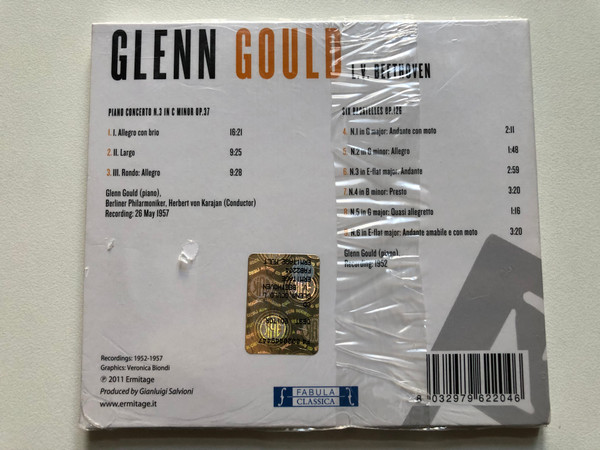 GLENN GOULD
L.V. BEETHOVEN
PIANO CONCERTO N.3 IN C MINOR OP.37
1. I. Allegro con brio 16:21
2. II. Largo 9:25
3. III. Rondo: Allegro 9:28
Glenn Gould (piano),
Berliner Philarmoniker, Herbert von Karajan (Conductor)
Recording: 26 May 1957
SIX BAGATELLES OP.126
4. N.1 in G major: Andante con moto 2:11
5. N.2 in G minor: Allegro 1:48
6. N.3 in E-flat major: Andante 2:59
7. N.4 in B minor: Presto 3:20
8. N.5 in G major: Quasi allegretto 1:16
9. N.6 in E-flat major: Andante amabile e con moto 3:20
Glenn Gould (piano),
Recording: 1952
Recordings: 1952-1957
Graphics: Veronica Biondi
℗ 2011 Ermitage
Produced by Gianluigi Salvioni
www.ermitage.it
FABULA
CLASSICA
8 032979 622046